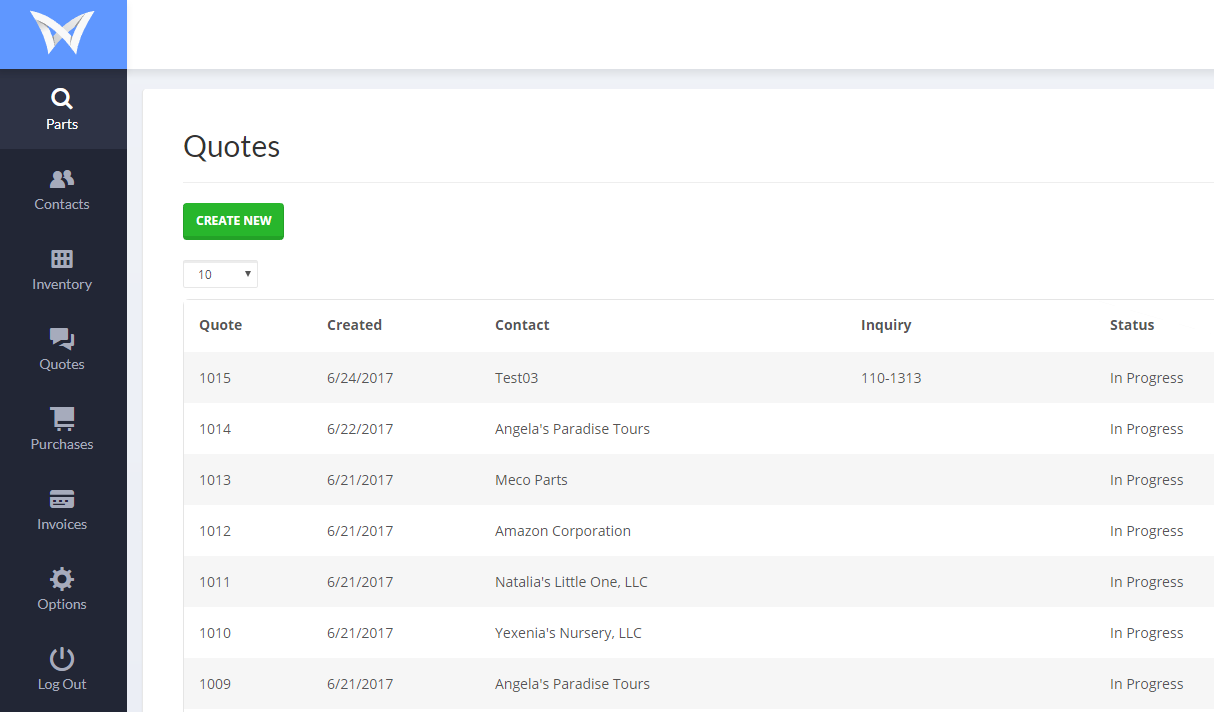 Parts
Contacts
Inventory
Quotes
Purchases
Invoices
Options
Log Out
Quotes
CREATE NEW
10
Quote Created Contact Inquiry Status
1015 6/24/2017 Test03 110-1313 In Progress
1014 6/22/2017 Angela's Paradise Tours In Progress
1013 6/21/2017 Meco Parts In Progress
1012 6/21/2017 Amazon Corporation In Progress
1011 6/21/2017 Natalia's Little One, LLC In Progress
1010 6/21/2017 Yexenia's Nursery, LLC In Progress
1009 6/21/2017 Angela's Paradise Tours In Progress